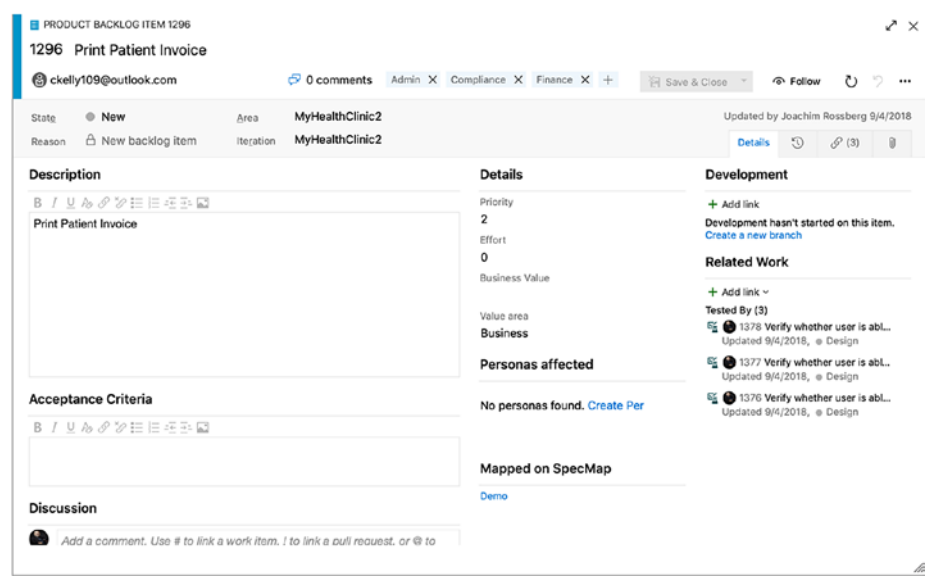 PRODUCT BACKLOG ITEM 1296
1296 Print Patient Invoice
ckelly109@outlook.com
0 comments
Admin X Compliance X Finance X +
Save & Close
Follow
State New
Area MyHealthClinic2
Updated by Joachim Rossberg 9/4/2018
Reason New backlog item
Iteration MyHealthClinic2
Details
(3)
Description
B I U
Print Patient Invoice
Acceptance Criteria
B I U
Discussion
Add a comment. Use # to link a work item, ! to link a pull request, or @ to
Details
Priority
2
Effort
0
Business Value
Value area
Business
Personas affected
No personas found. Create Per
Mapped on SpecMap
Demo
Development
+ Add link
Development hasn't started on this item.
Create a new branch
Related Work
+ Add link
Tested By (3)
1378 Verify whether user is abl...
Updated 9/4/2018, Design
1377 Verify whether user is abl...
Updated 9/4/2018, Design
1376 Verify whether user is abl...
Updated 9/4/2018, Design